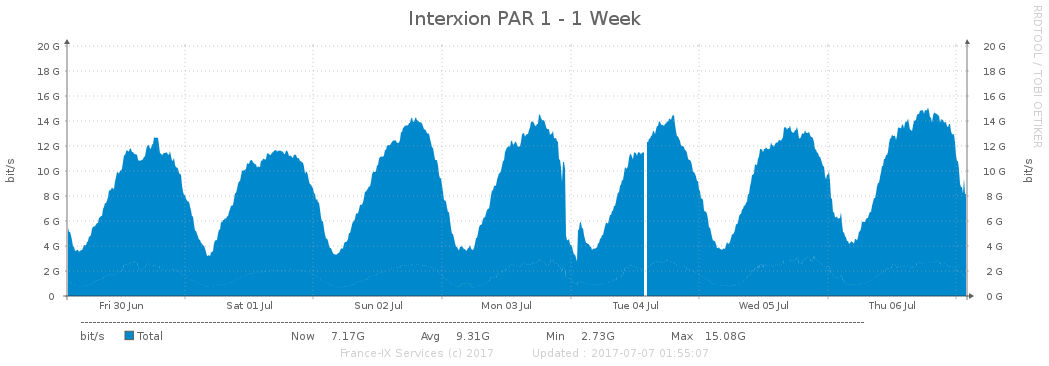 Interxion PAR 1 - 1 Week
RRDTOOL / TOBI OETIKER
20 G 20 G
18 G 18 G
16 G 16 G
14 G 14 G
12 G 12 G
10 G 10 G
8 G 8 G
6 G 6 G
4 G 4 G
2 G 2 G
0 0 G
bit/s
bit/s
Fri 30 Jun Sat 01 Jul Sun 02 Jul Mon 03 Jul Tue 04 Jul Wed 05 Jul Thu 06 Jul
bit/s Total Now 7.17G Avg 9.31G Min 2.73G Max 15.08G
France-IX Services (c) 2017 Updated : 2017-07-07 01:55:07